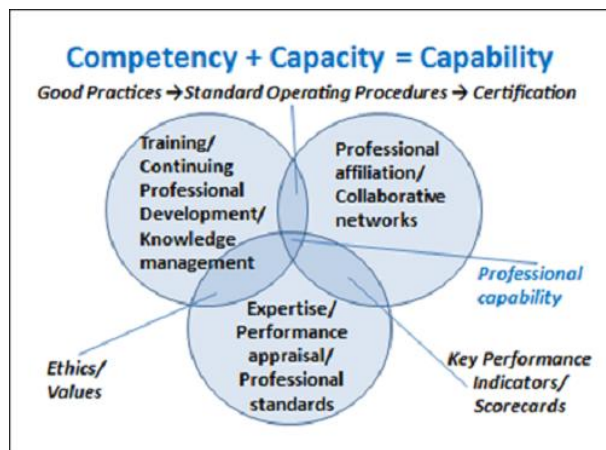 Competency + Capacity = Capability
Good Practices →Standard Operating Procedures → Certification
Training/
Continuing
Professional
Development/
Knowledge
management
Professional
affiliation/
Collaborative
networks
Professional
capability
Expertise/
Performance
appraisal/
Professional
standards
Ethics/
Values
Key Performance
Indicators/
Scorecards